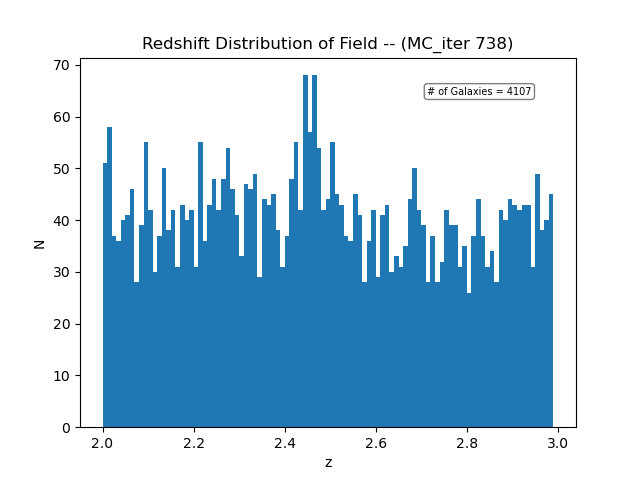 Redshift Distribution of Field -- (MC_iter 738)
# of Galaxies = 4107
70
60
50
40
30
20
10
0
N
2.0 2.2 2.4 2.6 2.8 3.0
z